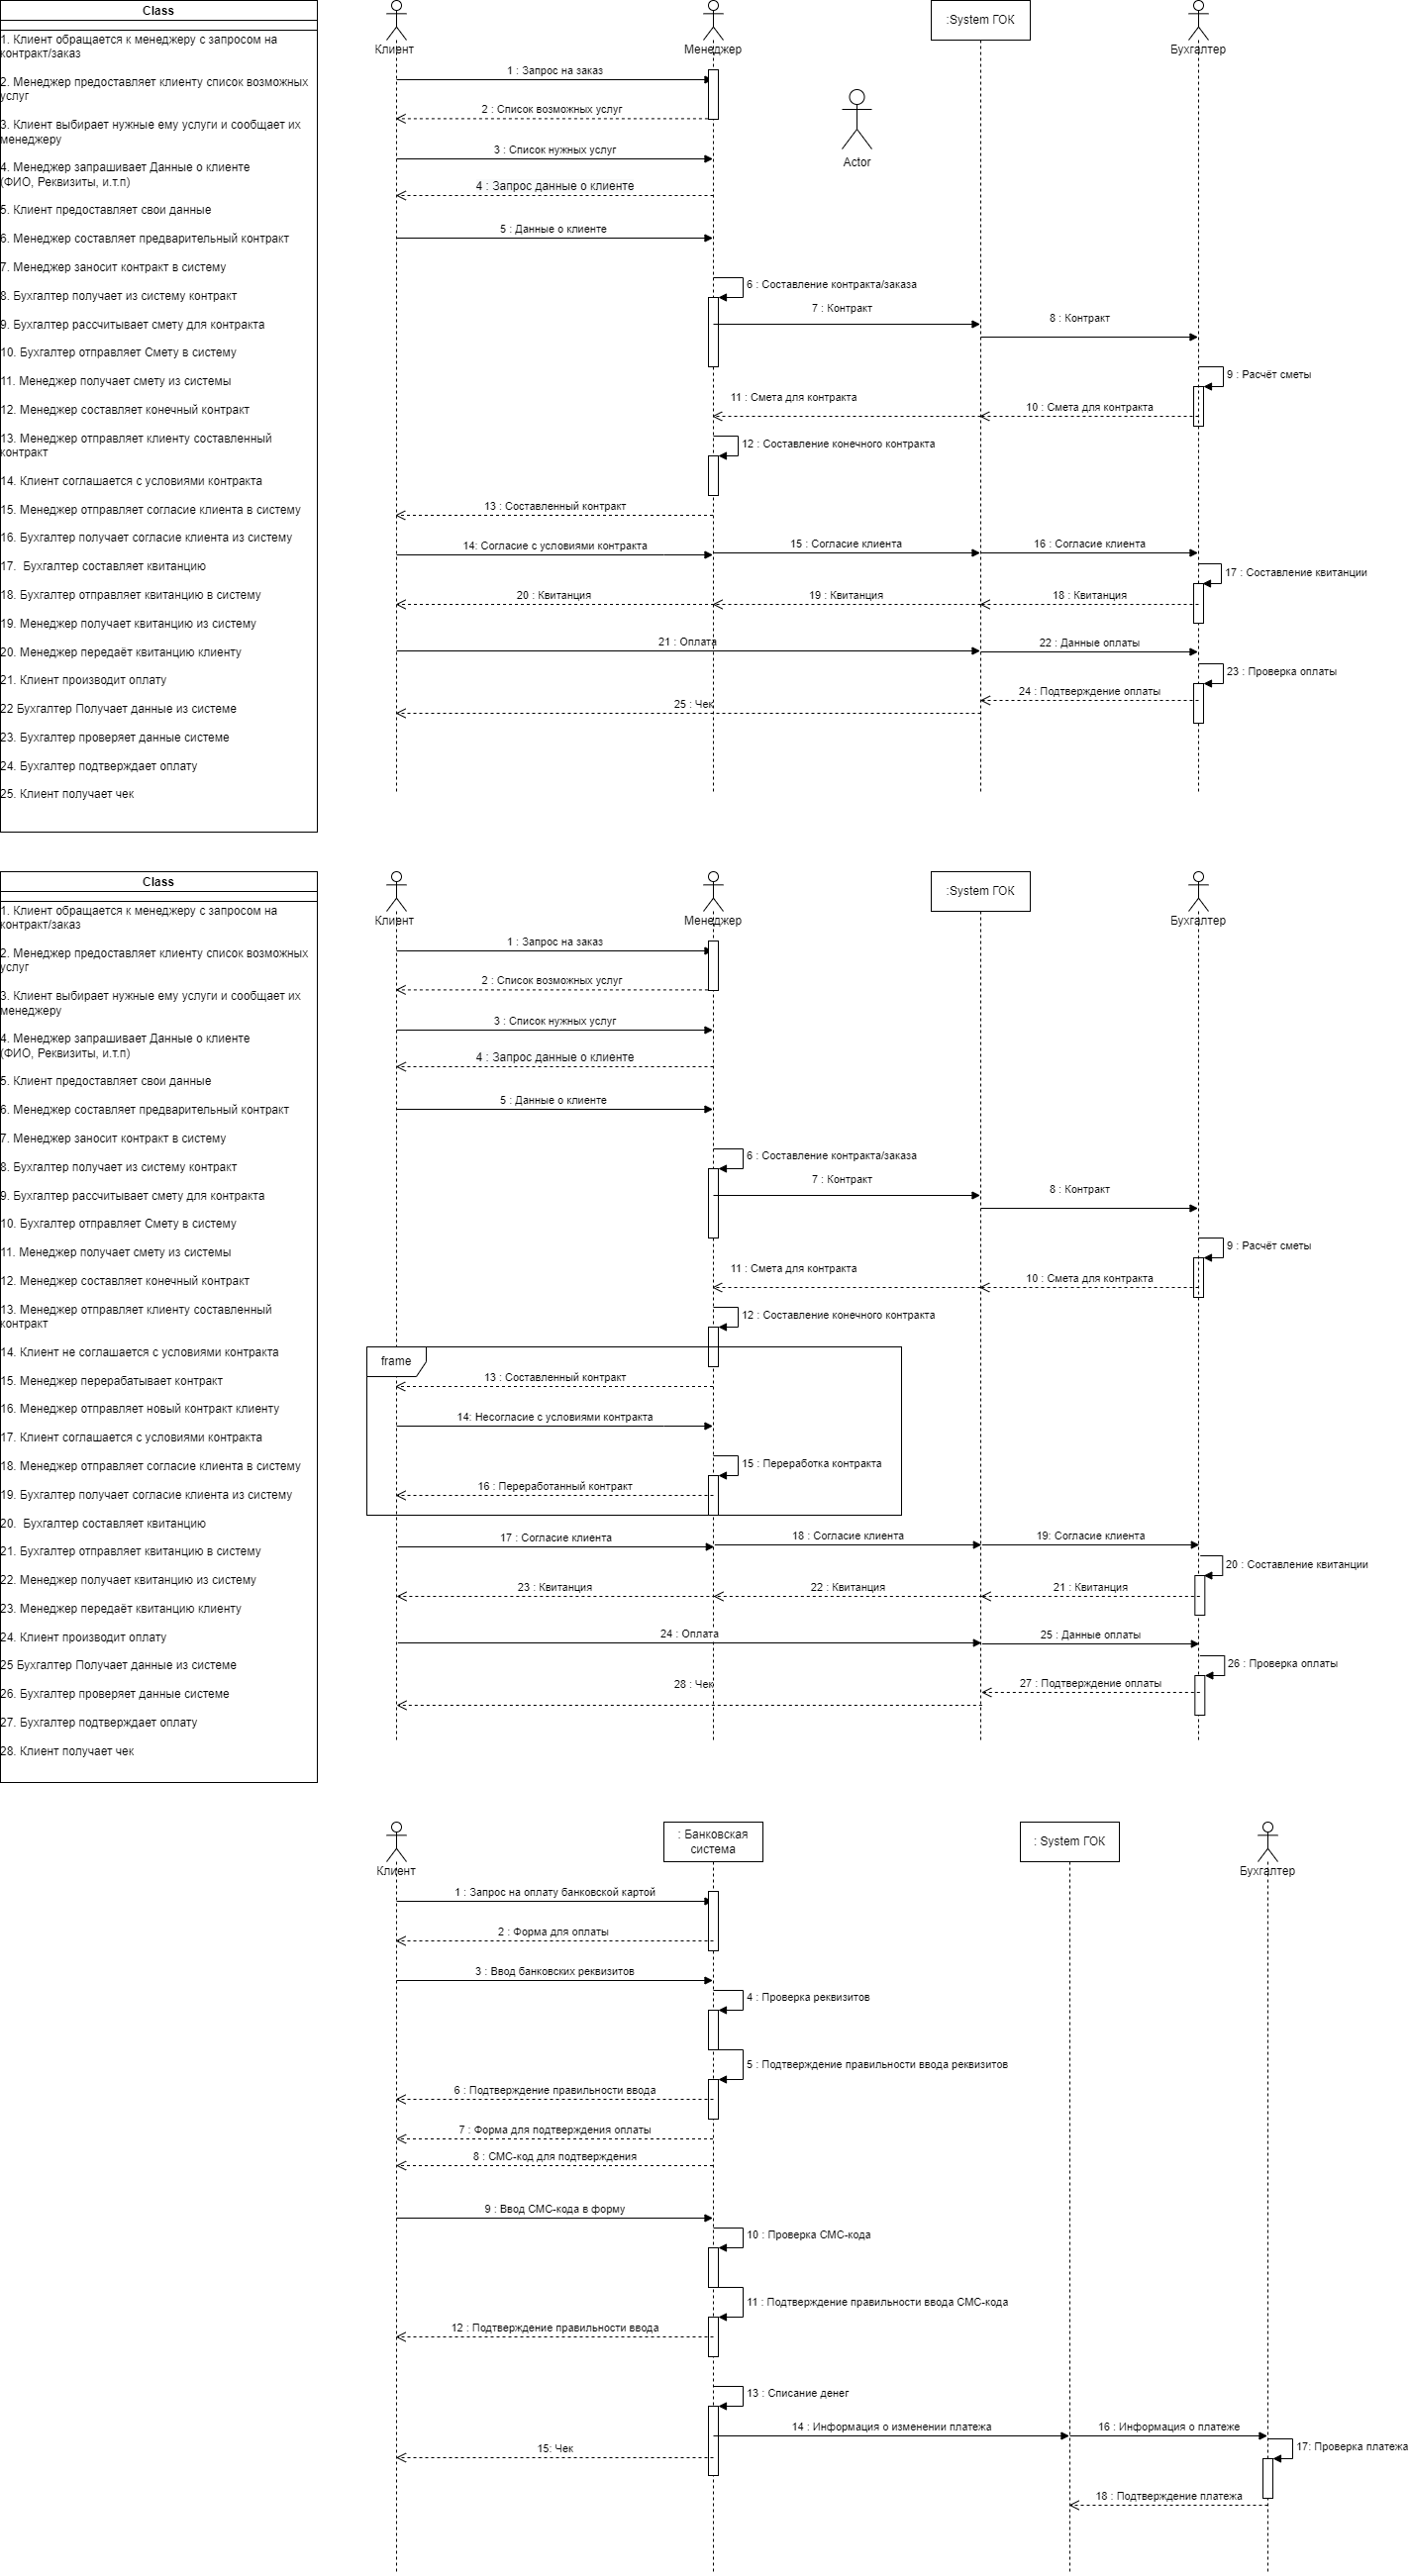 Class
1. Клиент обращается к менеджеру с запросом на
контракт/заказ
2. Менеджер предоставляет клиенту список возможных
услуг
3. Клиент выбирает нужные ему услуги и сообщает их
менеджеру
4. Менеджер запрашивает Данные о клиенте
(ФИО, Реквизиты, и.т.п)
5. Клиент предоставляет свои данные
6. Менеджер составляет предварительный контракт
7. Менеджер заносит контракт в систему
8. Бухгалтер получает из систему контракт
9. Бухгалтер рассчитывает смету для контракта
10. Бухгалтер отправляет Смету в систему
11. Менеджер получает смету из системы
12. Менеджер составляет конечный контракт
13. Менеджер отправляет клиенту составленный
контракт
14. Клиент соглашается с условиями контракта
15. Менеджер отправляет согласие клиента в систему
16. Бухгалтер получает согласие клиента из систему
17. Бухгалтер составляет квитанцию
18. Бухгалтер отправляет квитанцию в систему
19. Менеджер получает квитанцию из систему
20. Менеджер передаёт квитанцию клиенту
21. Клиент производит оплату
22 Бухгалтер Получает данные из системе
23. Бухгалтер проверяет данные системе
24. Бухгалтер подтверждает оплату
25. Клиент получает чек
Клиент
Менеджер
:System ГОК
Бухгалтер
Actor
1 : Запрос на заказ
2 : Список возможных услуг
3 : Список нужных услуг
4 : Запрос данные о клиенте
5 : Данные о клиенте
6 : Составление контракта/заказа
7 : Контракт
8 : Контракт
9 : Расчёт сметы
10 : Смета для контракта
11 : Смета для контракта
12 : Составление конечного контракта
13 : Составленный контракт
14: Согласие с условиями контракта
15 : Согласие клиента
16 : Согласие клиента
17 : Составление квитанции
18 : Квитанция
19 : Квитанция
20 : Квитанция
21 : Оплата
22 : Данные оплаты
23 : Проверка оплаты
24 : Подтверждение оплаты
25 : Чек
Class
1. Клиент обращается к менеджеру с запросом на
контракт/заказ
2. Менеджер предоставляет клиенту список возможных
услуг
3. Клиент выбирает нужные ему услуги и сообщает их
менеджеру
4. Менеджер запрашивает Данные о клиенте
(ФИО, Реквизиты, и.т.п)
5. Клиент предоставляет свои данные
6. Менеджер составляет предварительный контракт
7. Менеджер заносит контракт в систему
8. Бухгалтер получает из систему контракт
9. Бухгалтер рассчитывает смету для контракта
10. Бухгалтер отправляет Смету в систему
11. Менеджер получает смету из системы
12. Менеджер составляет конечный контракт
13. Менеджер отправляет клиенту составленный
контракт
14. Клиент не соглашается с условиями контракта
15. Менеджер перерабатывает контракт
16. Менеджер отправляет новый контракт клиенту
17. Клиент соглашается с условиями контракта
18. Менеджер отправляет согласие клиента в систему
19. Бухгалтер получает согласие клиента из систему
20. Бухгалтер составляет квитанцию
21. Бухгалтер отправляет квитанцию в систему
22. Менеджер получает квитанцию из систему
23. Менеджер передаёт квитанцию клиенту
24. Клиент производит оплату
25 Бухгалтер Получает данные из системе
26. Бухгалтер проверяет данные системе
27. Бухгалтер подтверждает оплату
28. Клиент получает чек
Клиент
Менеджер
:System ГОК
Бухгалтер
1 : Запрос на заказ
2 : Список возможных услуг
3 : Список нужных услуг
4 : Запрос данные о клиенте
5 : Данные о клиенте
6 : Составление контракта/заказа
7 : Контракт
8 : Контракт
9 : Расчёт сметы
10 : Смета для контракта
11 : Смета для контракта
12 : Составление конечного контракта
frame
13 : Составленный контракт
14: Несогласие с условиями контракта
15 : Переработка контракта
16 : Переработанный контракт
17 : Согласие клиента
18 : Согласие клиента
19: Согласие клиента
20 : Составление квитанции
21 : Квитанция
22 : Квитанция
23 : Квитанция
24 : Оплата
25 : Данные оплаты
26 : Проверка оплаты
27 : Подтверждение оплаты
28 : Чек
Клиент
: Банковская
система
: System ГОК
Бухгалтер
1 : Запрос на оплату банковской картой
2 : Форма для оплаты
3 : Ввод банковских реквизитов
4 : Проверка реквизитов
5 : Подтверждение правильности ввода реквизитов
6 : Подтверждение правильности ввода
7 : Форма для подтверждения оплаты
8 : СМС-код для подтверждения
9 : Ввод СМС-кода в форму
10 : Проверка СМС-кода
11 : Подтверждение правильности ввода СМС-кода
12 : Подтверждение правильности ввода
13 : Списание денег
14 : Информация о изменении платежа
16 : Информация о платеже
15: Чек
17: Проверка платежа
18 : Подтверждение платежа